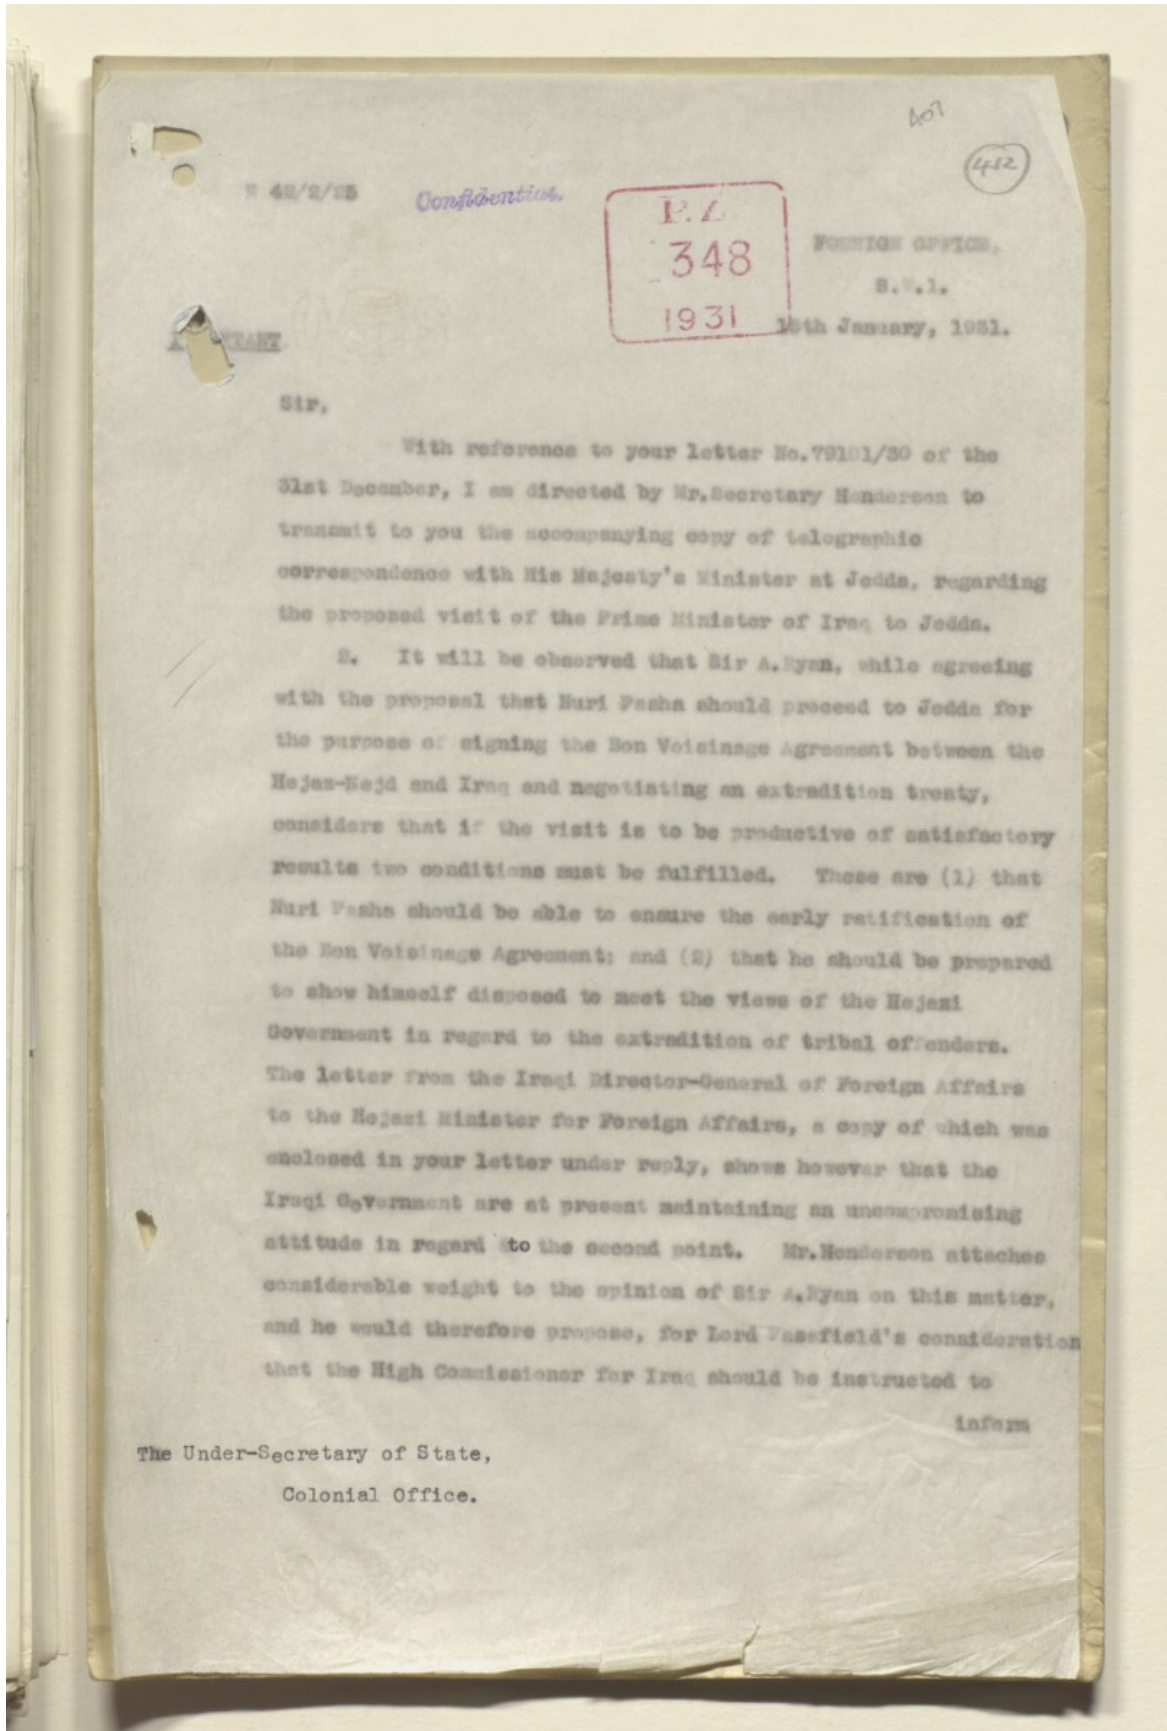 407
412
42/2/25
Confidential.
P.Z.
348
1931
FOREIGN OFFICE,
S.W.1.
15th January, 1931.
Sir,
With reference to your letter No.79101/30 of the
31st December, I am directed by Mr.Secretary Henderson to
transmit to you the accompanying copy of telegraphic
correspondence with His Majesty's Minister at Jedda, regarding
the proposed visit of the Prime Minister of Iraq to Jedda.
2. It will be observed that Sir A.Ryan, while agreeing
with the proposal that Nuri Pasha should proceed to Jedda for
the purpose of signing the Bon Voisinage Agreement between the
Hejaz-Nejd and Iraq and negotiating an extradition treaty,
considers that if the visit is to be productive of satisfactory
results two conditions must be fulfilled. These are (1) that
Nuri Pasha should be able to ensure the early ratification of
the Bon Voisinage Agreement; and (2) that he should be prepared
to show himself disposed to meet the views of the Hejazi
Government in regard to the extradition of tribal offenders.
The letter from the Iraqi Director-General of Foreign Affairs
to the Hejazi Minister for Foreign Affairs, a copy of which was
enclosed in your letter under reply, shows however that the
Iraqi Government are at present maintaining an uncompromising
attitude in regard to the second point. Mr.Henderson attaches
considerable weight to the opinion of Sir A.Ryan on this matter,
and he would therefore propose, for Lord Passfield's consideration
that the High Commissioner for Iraq should be instructed to
inform
The Under-Secretary of State,
Colonial Office.